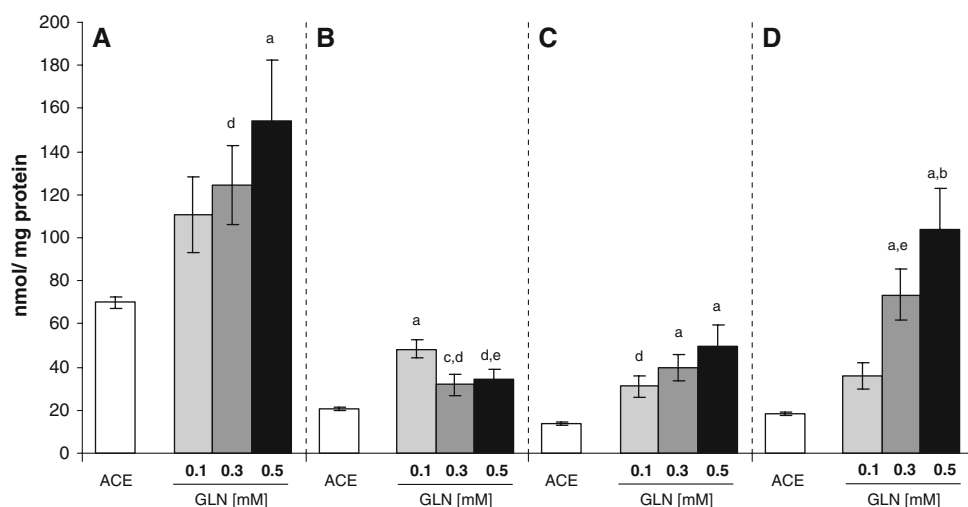 nmol/ mg protein
200
180
160
140
120
100
80
60
40
20
0
A
B
C
D
d
a
a
c,d
d,e
d
a
a
a,e
a,b
ACE
0.1 0.3 0.5
GLN [mM]
ACE
0.1 0.3 0.5
GLN [mM]
ACE
0.1 0.3 0.5
GLN [mM]
ACE
0.1 0.3 0.5
GLN [mM]